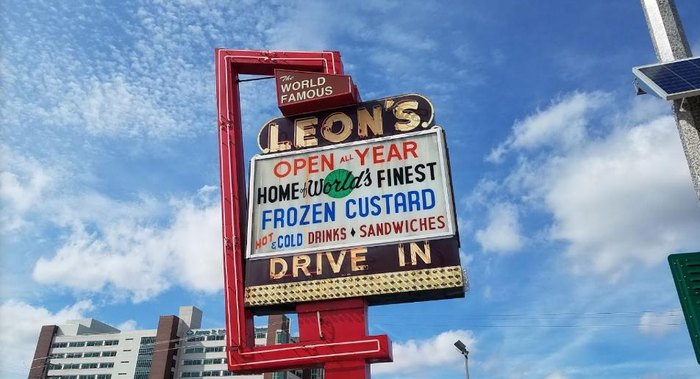 The
WORLD
FAMOUS
LEON'S.
OPEN ALL YEAR
HOME of World's FINEST
FROZEN CUSTARD
HOT & COLD DRINKS ♦ SANDWICHES
DRIVE IN